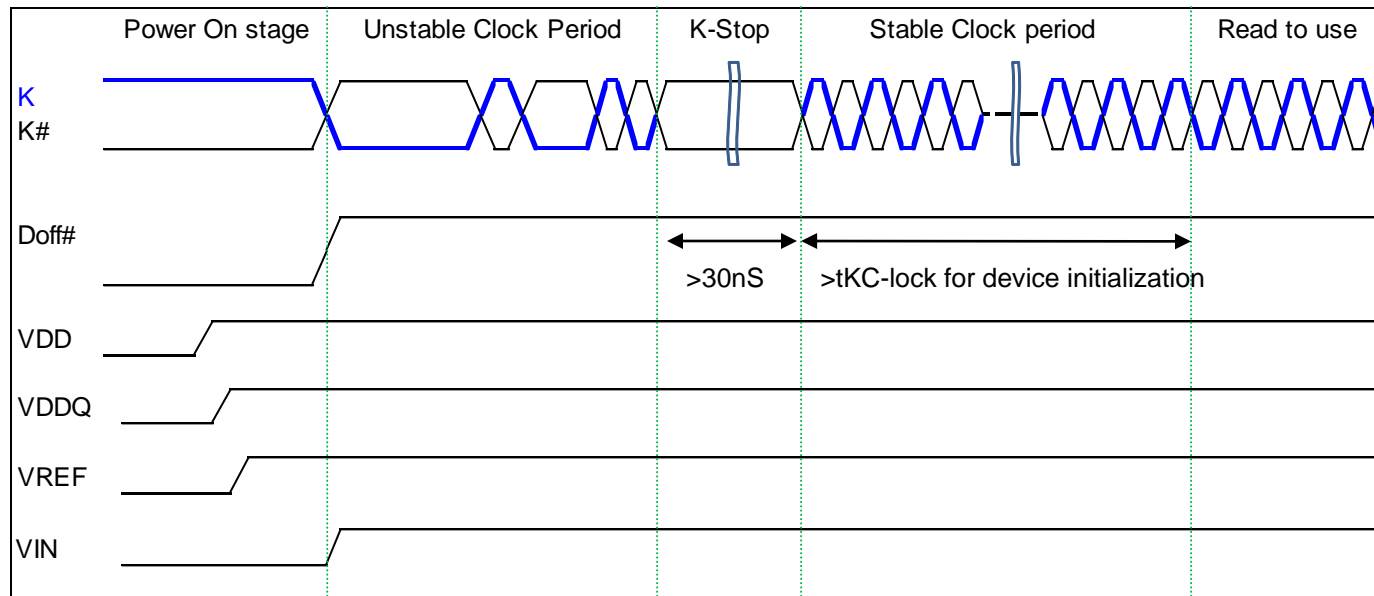 Power On stage
Unstable Clock Period
K-Stop
Stable Clock period
Read to use
K
K#
Doff#
>30nS
>tKC-lock for device initialization
VDD
VDDQ
VREF
VIN